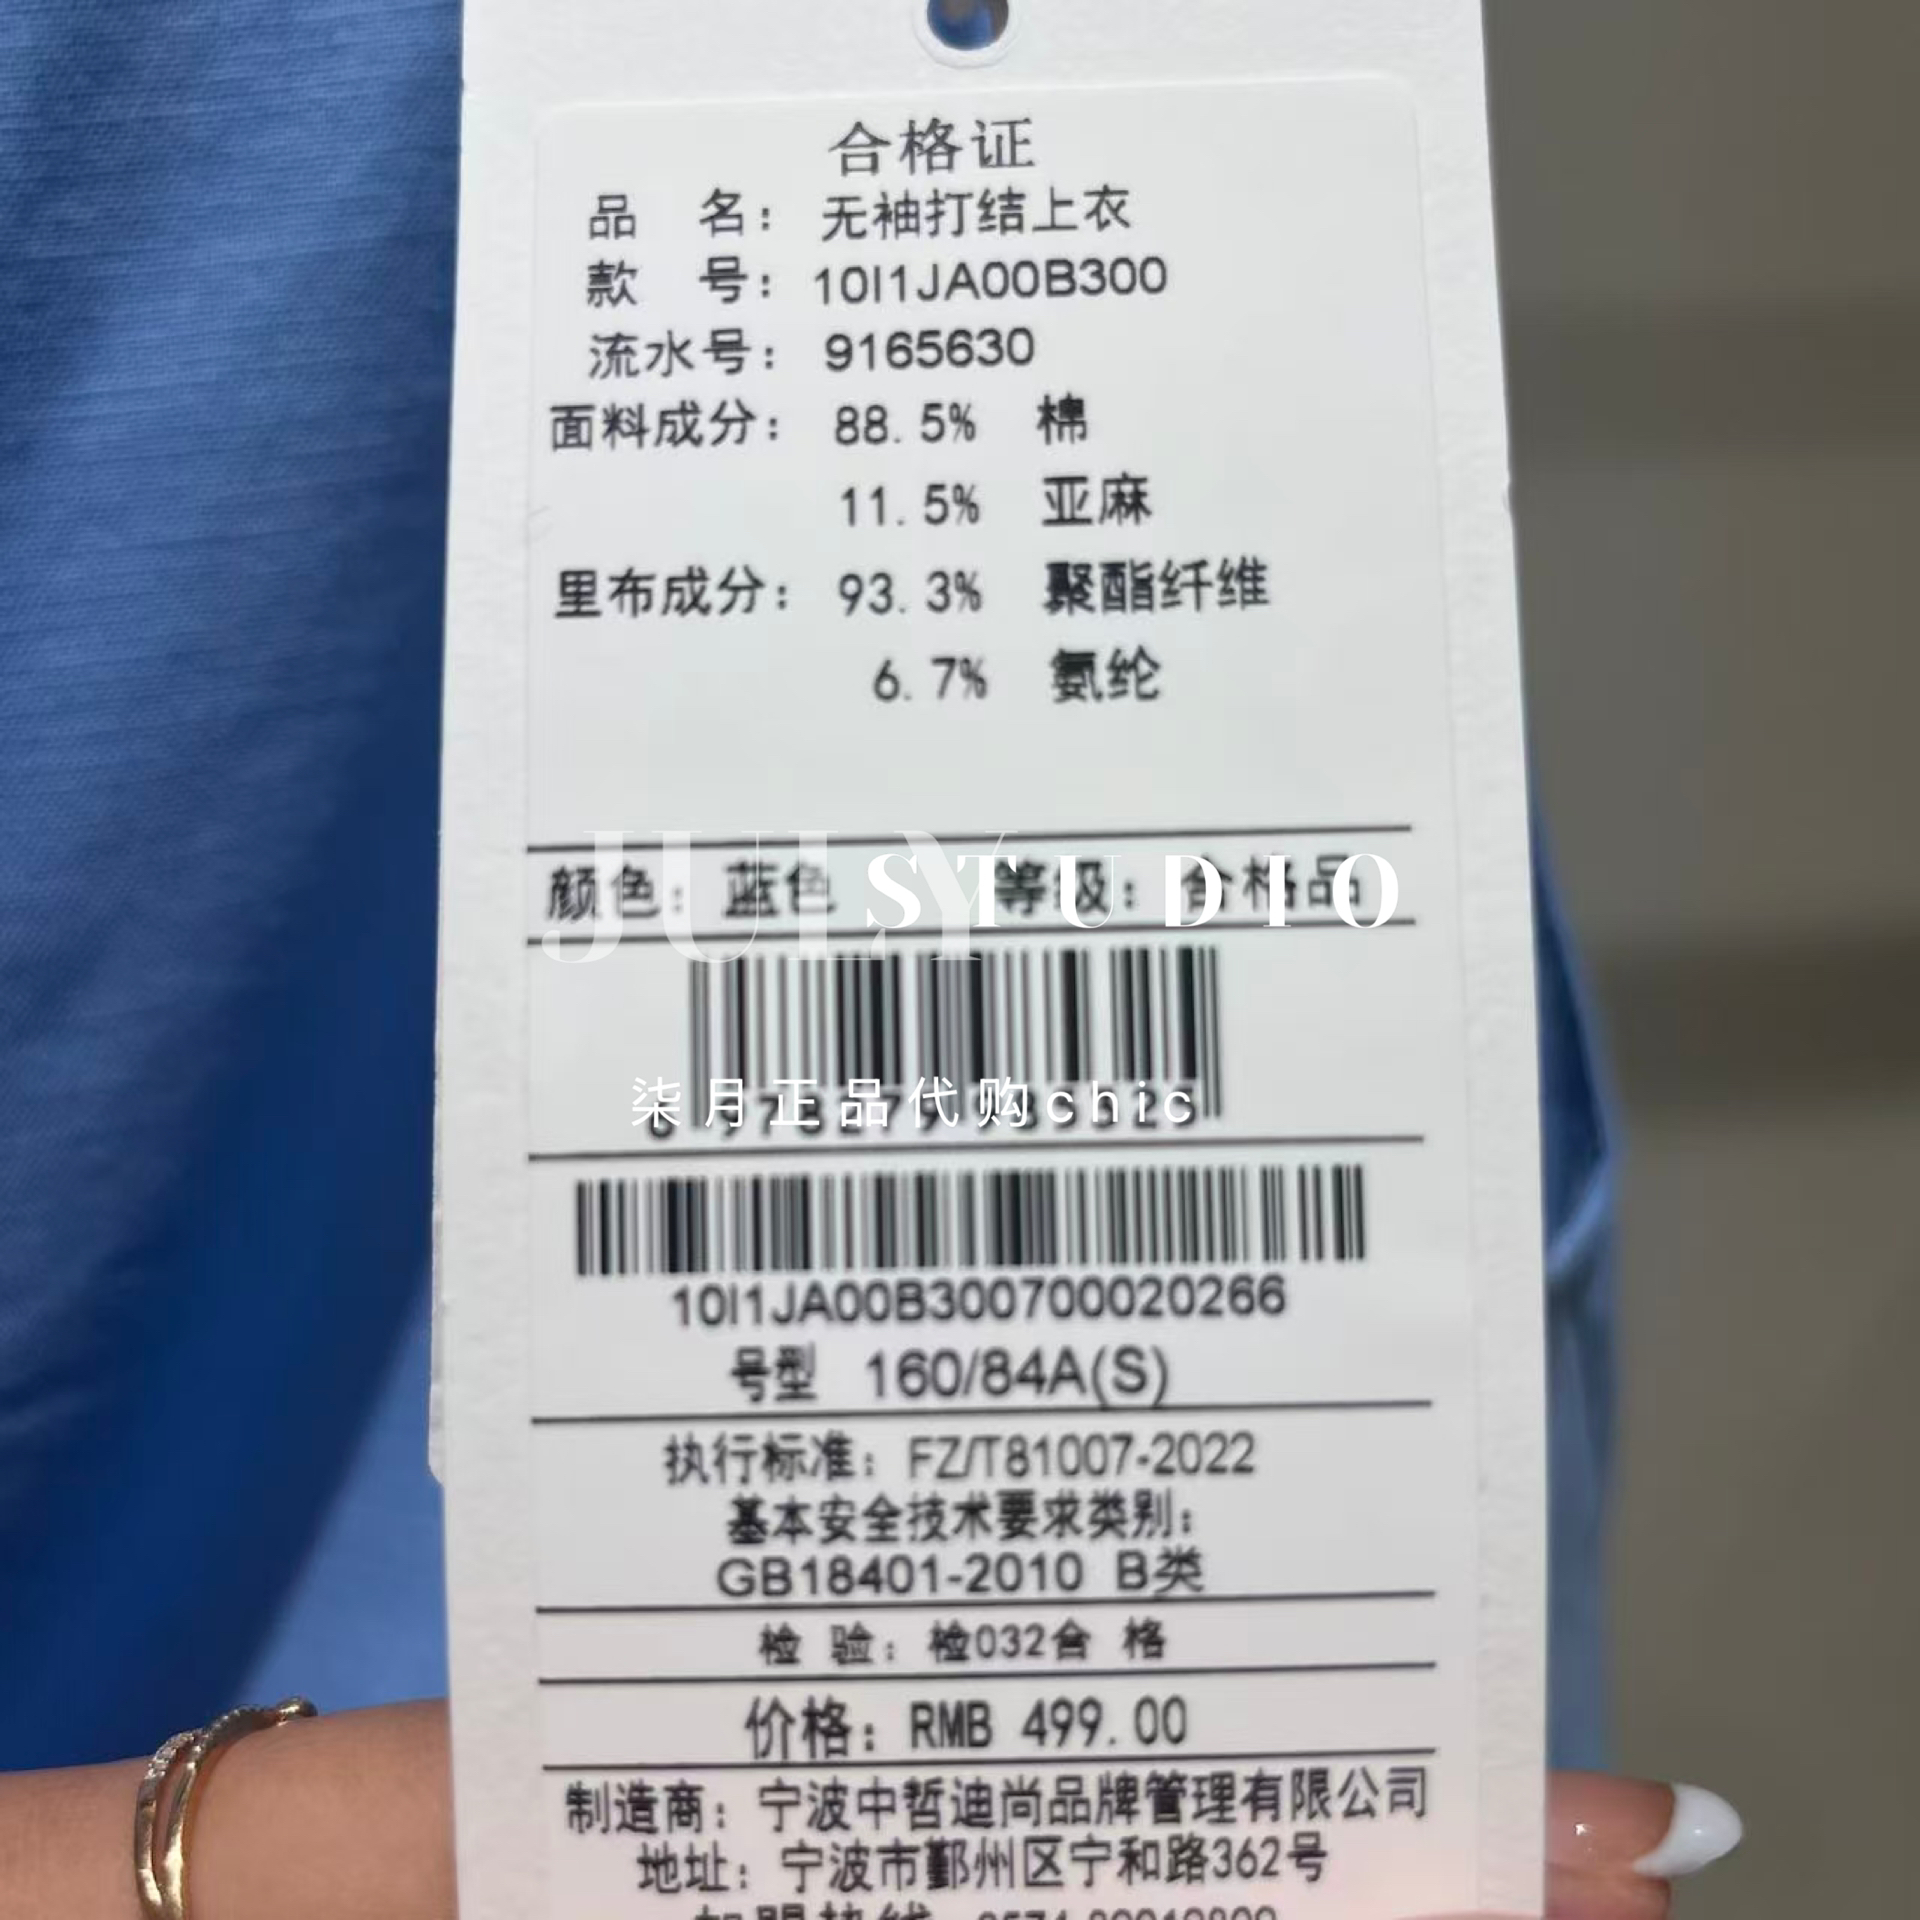 合格证
品 名： 无袖打结上衣
款 号： 10I1JA00B300
流水号： 9165630
面料成分： 88.5% 棉
11.5% 亚麻
里布成分： 93.3% 聚酯纤维
6.7% 氨纶
颜色： 蓝色 等级： 合格品
JULY STUDIO
柒月正品代购chic
10I1JA00B300700020266
号型 160/84A(S)
执行标准： FZ/T81007-2022
基本安全技术要求类别：
GB18401-2010 B类
检 验： 检032合 格
价格： RMB 499.00
制造商： 宁波中哲迪尚品牌管理有限公司
地址： 宁波市鄞州区宁和路362号